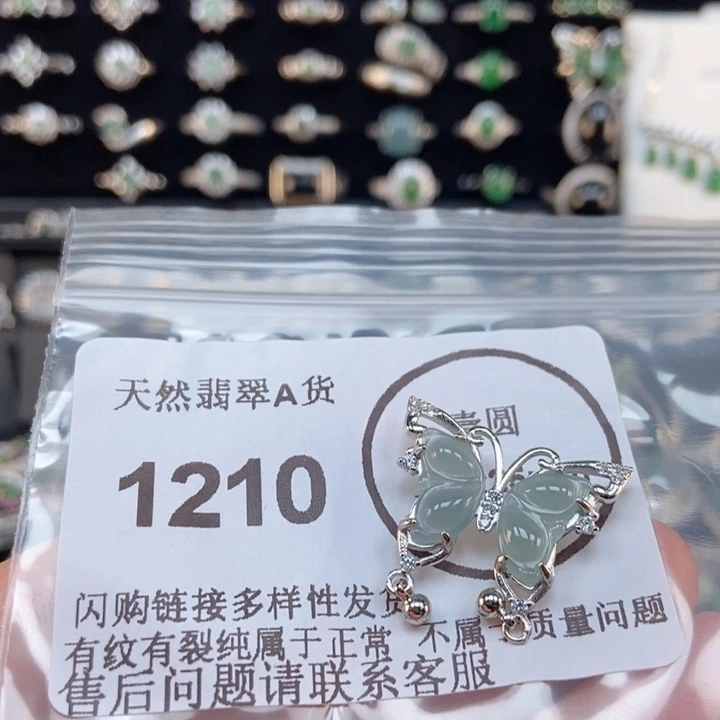 天然翡翠A货
圆
1210
闪购链接多样性发货
有纹有裂纯属于正常 不属 质量问题
售后问题请联系客服